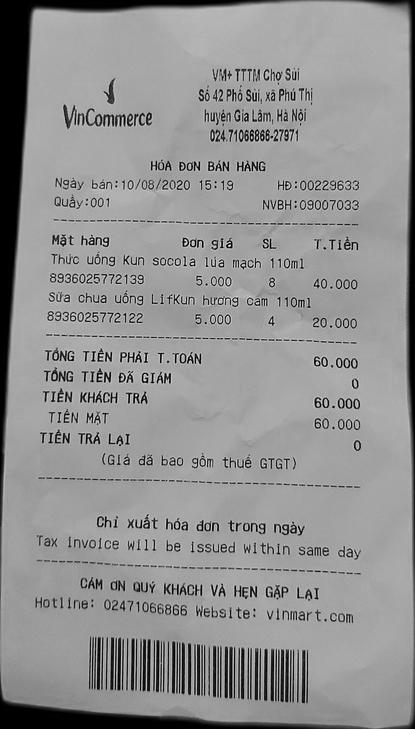 VinCommerce
VM+ TTTM Chợ Sủi
Số 42 Phố Sủi, xã Phú Thị
huyện Gia Lâm, Hà Nội
024.71066866-27971
HÓA ĐƠN BÁN HÀNG
Ngày bán:10/08/2020 15:19 HĐ:00229633
Quầy:001 NVBH:09007033
Mặt hàng Đơn giá SL T.Tiền
Thức uống Kun socola lúa mạch 110ml
8936025772139 5.000 8 40.000
Sữa chua uống LifKun hương cam 110ml
8936025772122 5.000 4 20.000
TỔNG TIỀN PHẢI T.TOÁN 60.000
TỔNG TIỀN ĐÃ GIẢM 0
TIỀN KHÁCH TRẢ 60.000
TIỀN MẶT 60.000
TIỀN TRẢ LẠI 0
(Giá đã bao gồm thuế GTGT)
Chỉ xuất hóa đơn trong ngày
Tax invoice will be issued within same day
CẢM ƠN QUÝ KHÁCH VÀ HẸN GẶP LẠI
Hotline: 02471066866 Website: vinmart.com